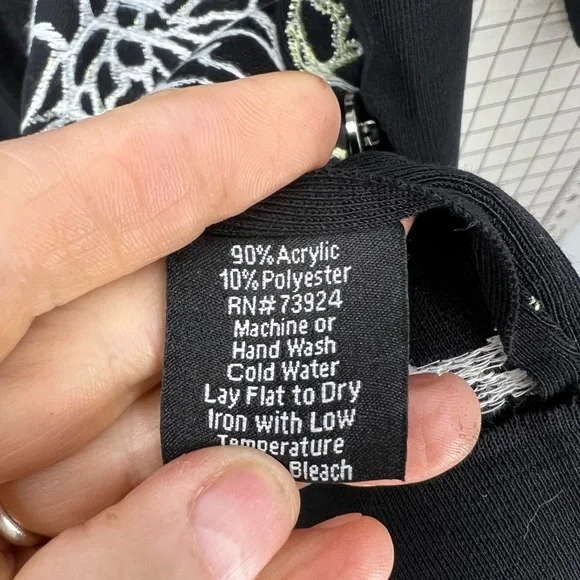 90% Acrylic
10% Polyester
RN# 73924
Machine or
Hand Wash
Cold Water
Lay Flat to Dry
Iron with LOW
Temperature
Bleach